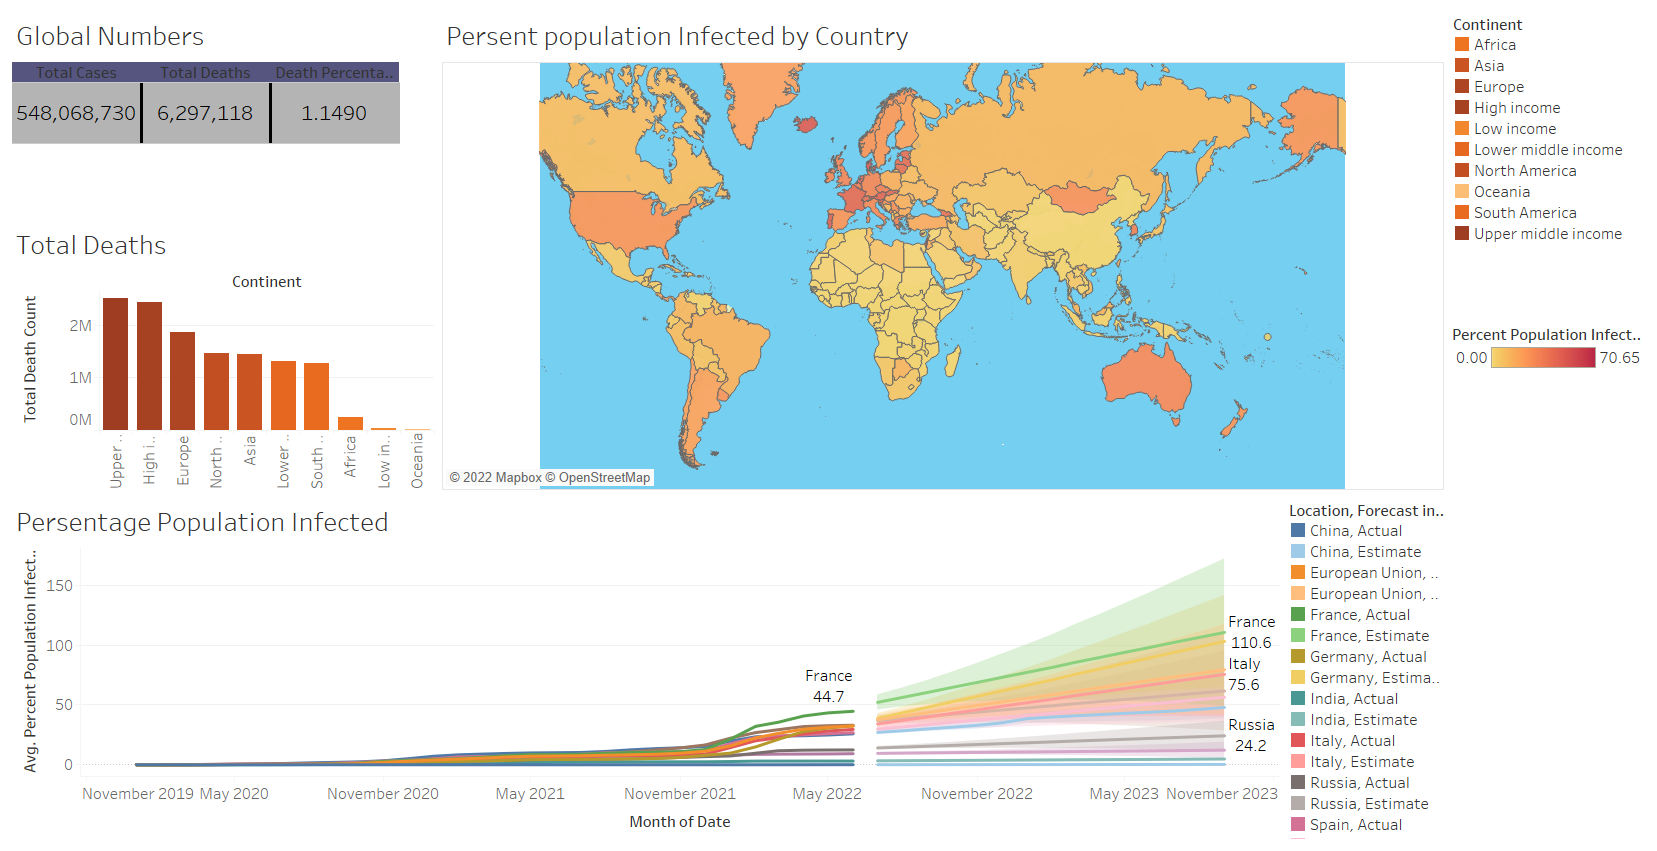 Global Numbers
Total Cases
Total Deaths
Death Percenta..
548,068,730
6,297,118
1.1490
Total Deaths
Continent
Total Death Count
2M
1M
0M
Upper ..
High i..
Europe
North ..
Asia
Lower ..
South ..
Africa
Low in..
Oceania
Persent population Infected by Country
© 2022 Mapbox © OpenStreetMap
Continent
Africa
Asia
Europe
High income
Low income
Lower middle income
North America
Oceania
South America
Upper middle income
Percent Population Infect..
0.00
70.65
Persentage Population Infected
Avg. Percent Population Infect..
150
100
50
0
France
44.7
France
110.6
Italy
75.6
Russia
24.2
November 2019
May 2020
November 2020
May 2021
November 2021
May 2022
November 2022
May 2023
November 2023
Month of Date
Location, Forecast in..
China, Actual
China, Estimate
European Union, ..
European Union, ..
France, Actual
France, Estimate
Germany, Actual
Germany, Estima..
India, Actual
India, Estimate
Italy, Actual
Italy, Estimate
Russia, Actual
Russia, Estimate
Spain, Actual